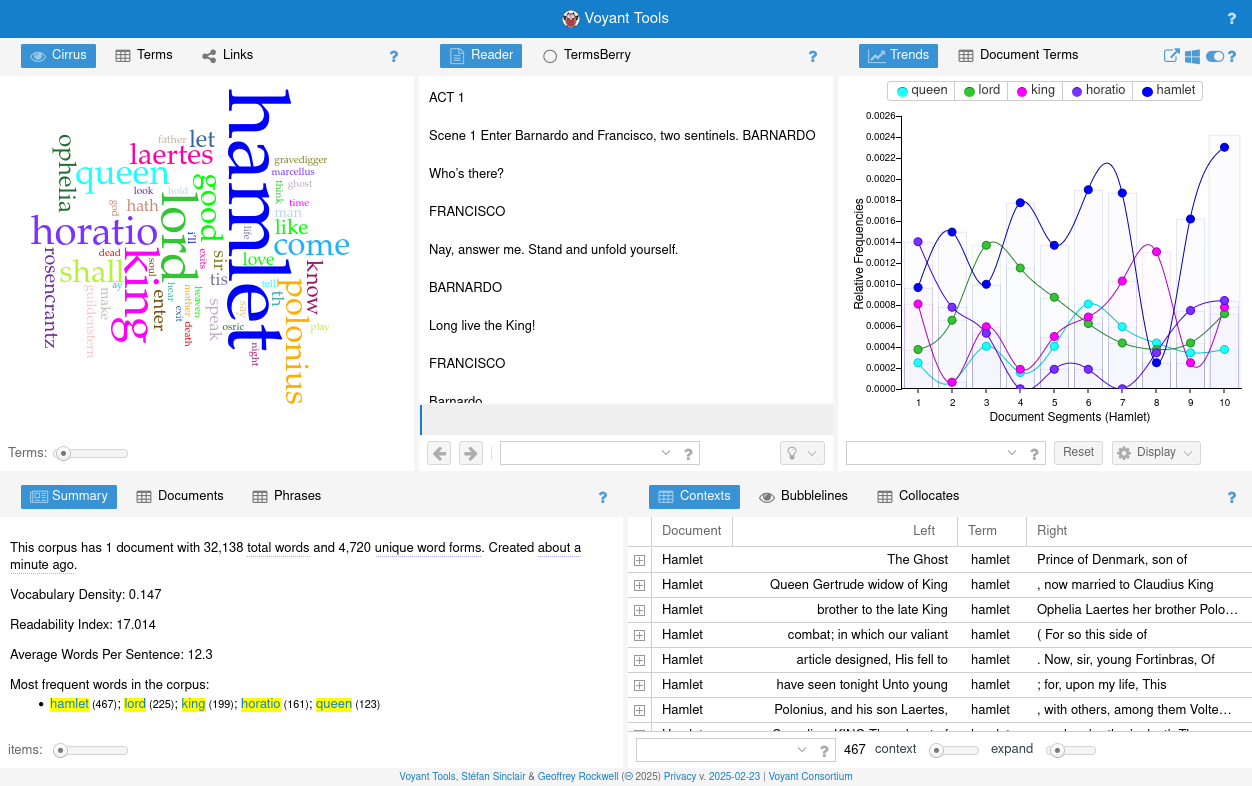 Voyant Tools
?
Cirrus Terms Links ?
Reader TermsBerry ?
Trends Document Terms ?
hamlet
horatio
lord
king
queen
laertes
polonius
good
come
shall
ophelia
let
father
gravedigger
marcellus
ghost
think
time
man
like
look
hold
hath
god
i'll
life
love
exits
sir
tis
tell
th
know
dead
soul
ay
make
guildenstern
rosencrantz
enter
hear
exit
mother
heaven
death
speak
say
osric
night
play
Terms:
ACT 1
Scene 1 Enter Barnardo and Francisco, two sentinels. BARNARDO
Who's there?
FRANCISCO
Nay, answer me. Stand and unfold yourself.
BARNARDO
Long live the King!
FRANCISCO
Barnardo
?
queen lord king horatio hamlet
Relative Frequencies
0.0026
0.0024
0.0022
0.0020
0.0018
0.0016
0.0014
0.0012
0.0010
0.0008
0.0006
0.0004
0.0002
0.0000
1 2 3 4 5 6 7 8 9 10
Document Segments (Hamlet)
? Reset Display
Summary Documents Phrases ?
This corpus has 1 document with 32,138 total words and 4,720 unique word forms. Created about a
minute ago.
Vocabulary Density: 0.147
Readability Index: 17.014
Average Words Per Sentence: 12.3
Most frequent words in the corpus:
• hamlet (467); lord (225); king (199); horatio (161); queen (123)
items:
Contexts Bubblelines Collocates ?
Document Left Term Right
Hamlet The Ghost hamlet Prince of Denmark, son of
Hamlet Queen Gertrude widow of King hamlet , now married to Claudius King
Hamlet brother to the late King hamlet Ophelia Laertes her brother Polo…
Hamlet combat; in which our valiant hamlet ( For so this side of
Hamlet article designed, His fell to hamlet . Now, sir, young Fortinbras, Of
Hamlet have seen tonight Unto young hamlet ; for, upon my life, This
Hamlet Polonius, and his son Laertes, hamlet , with others, among them Volte…
? 467 context expand
Voyant Tools, Stéfan Sinclair & Geoffrey Rockwell (🄯 2025) Privacy v. 2025-02-23 | Voyant Consortium